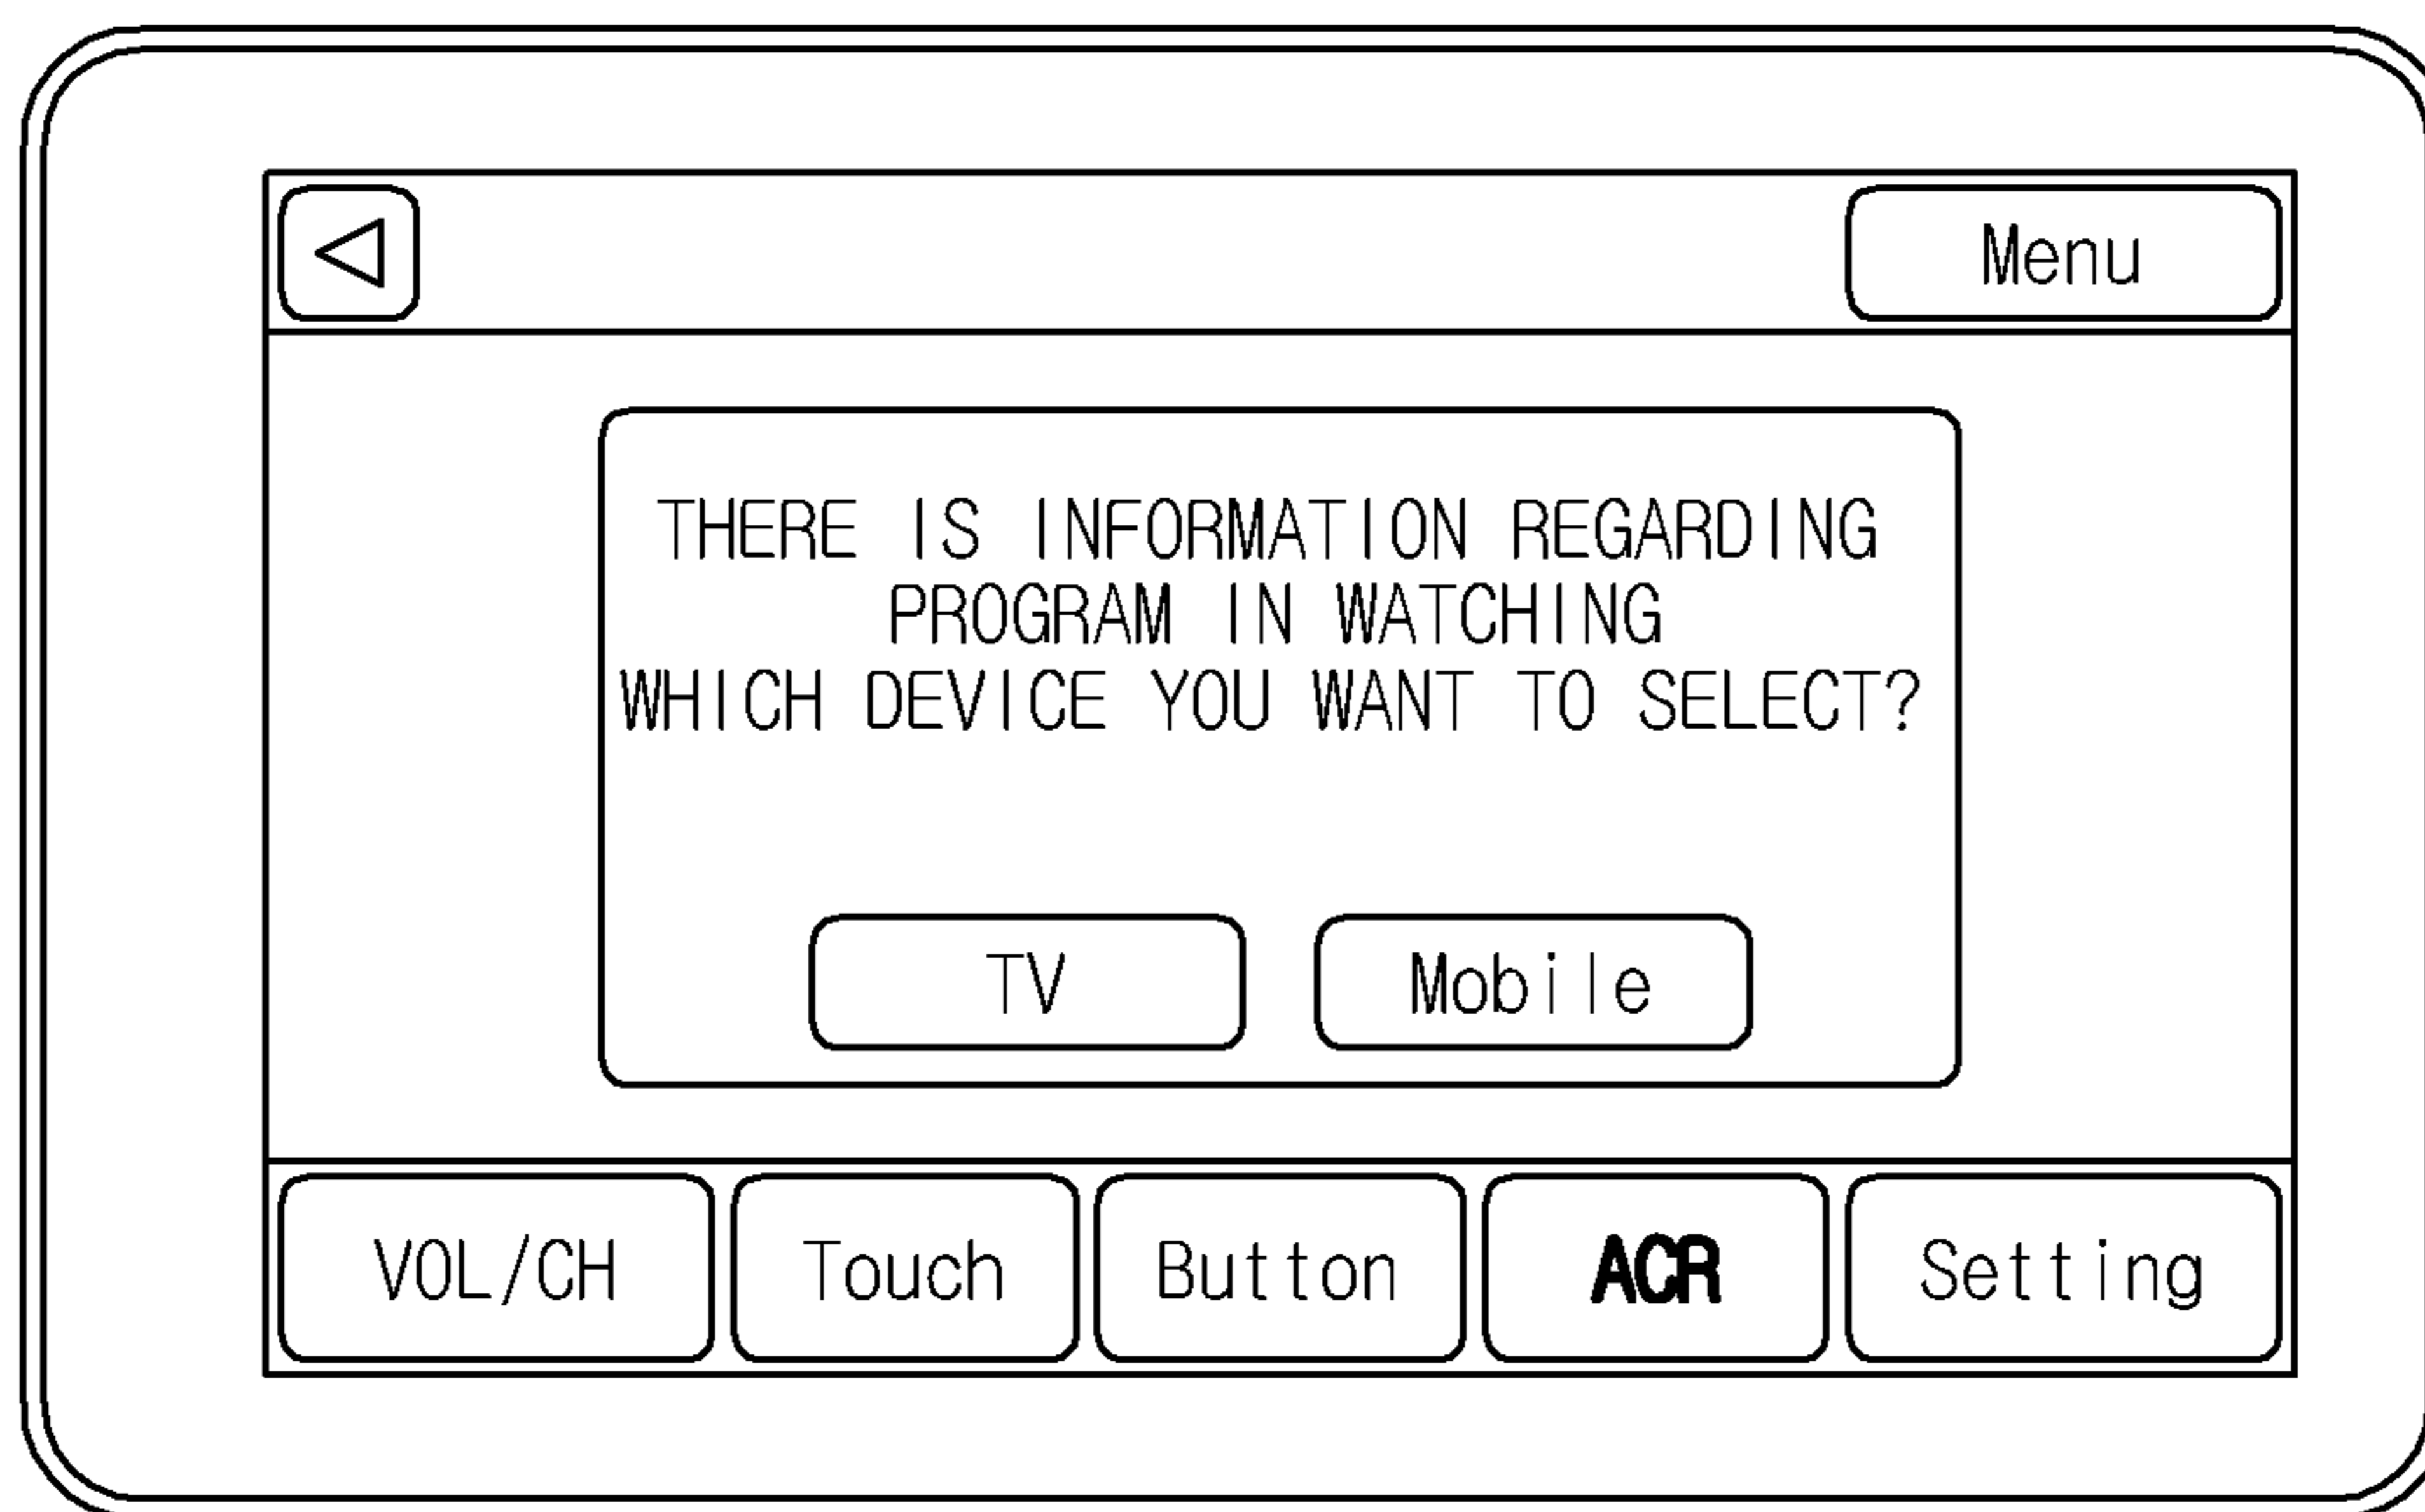 Menu
THERE IS INFORMATION REGARDING
PROGRAM IN WATCHING
WHICH DEVICE YOU WANT TO SELECT?
TV Mobile
VOL/CH Touch Button ACR Setting